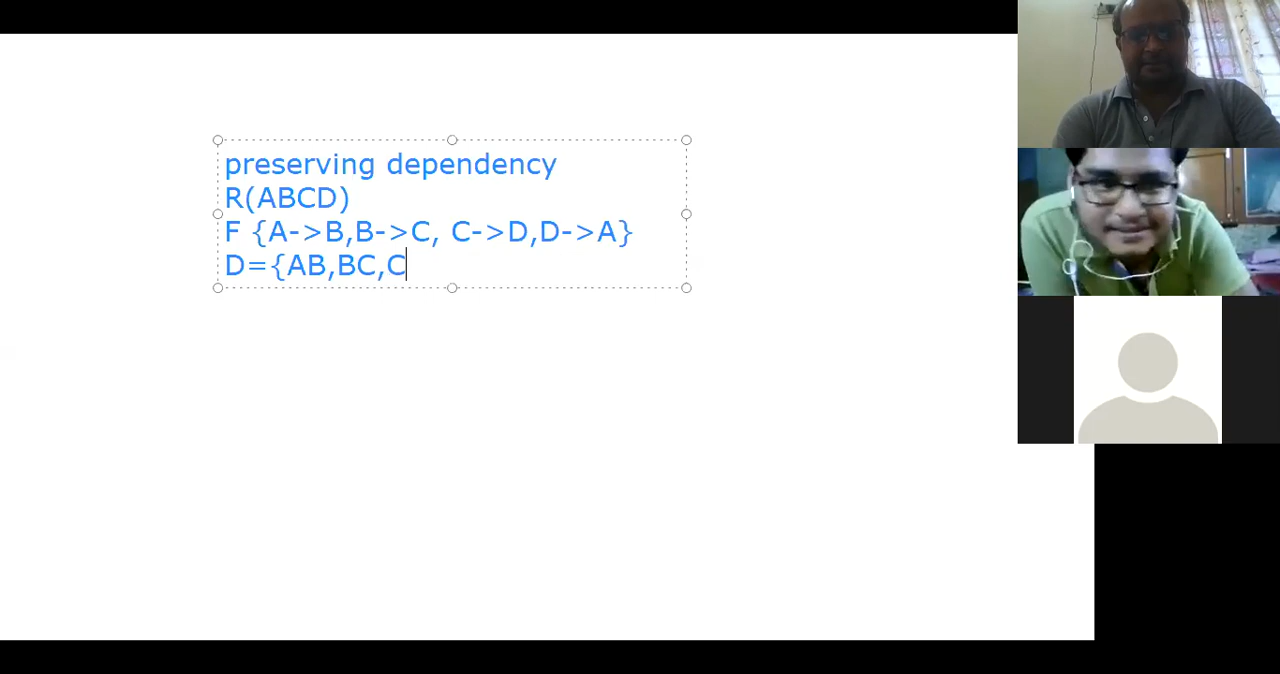 preserving dependency
R(ABCD)
F {A->B,B->C, C->D,D->A}
D={AB,BC,C